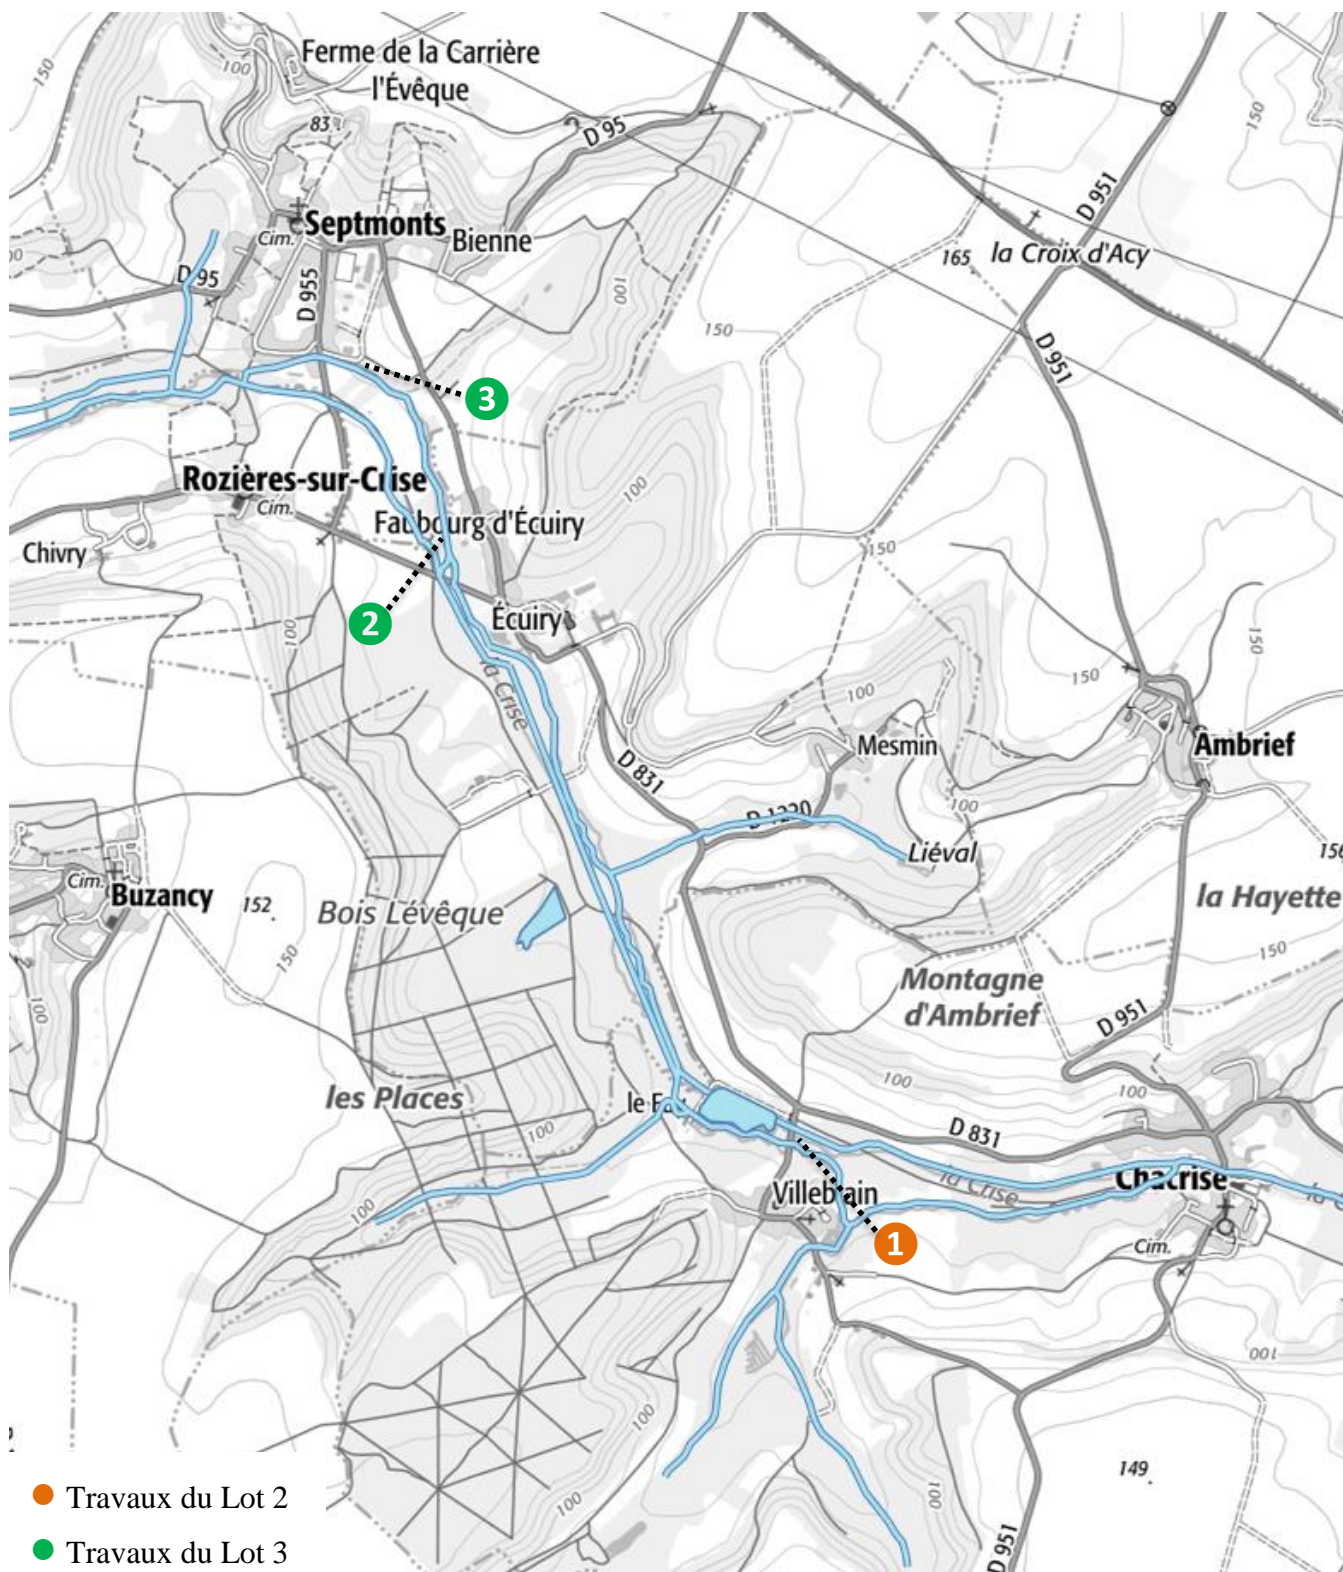 Ferme de la Carrière
l'Évêque
150
100
83
D 95
D 951
150
Septmonts
Bienne
Cim.
la Croix d'Acy
165
D 95
D 955
100
150
D 951
3
Rozières-sur-Crise
Cim.
100
Faubourg d'Écuiry
Chivry
150
2
Écuiry
100
150
150
la Crise
100
Mesmin
Ambrief
D 831
D 1220
100
Liéval
156
Cim.
Buzancy
152
Bois Lévêque
la Hayette
150
150
Montagne
d'Ambrief
100
D 951
les Places
100
100
le
100
D 831
Villeblain
la Crise
Chacrise
100
1
Cim.
100
100
100
149
100
100
D 951
Travaux du Lot 2
Travaux du Lot 3